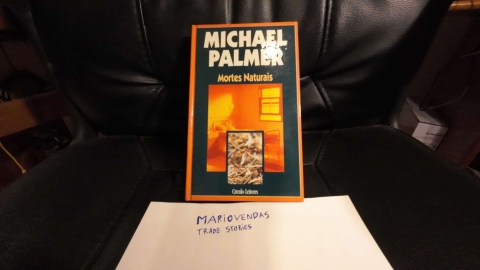 MICHAEL
PALMER
Mortes Naturais
Círculo Leitores
MARIOVENDAS
TRADE STORIES